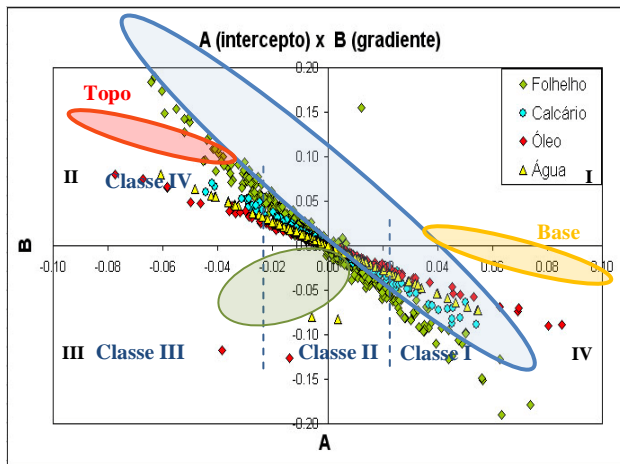 A (intercepto) x B (gradiente)
0.20
Topo
Folhelho
Calcário
Óleo
Água
0.15
0.10
II
Classe IV
I
0.05
Base
B
0.00
-0.10 -0.08 -0.06 -0.04 -0.02 0.00 0.02 0.04 0.06 0.08 0.10
-0.05
-0.10
III
Classe III
Classe II
Classe I
IV
-0.15
-0.20
A